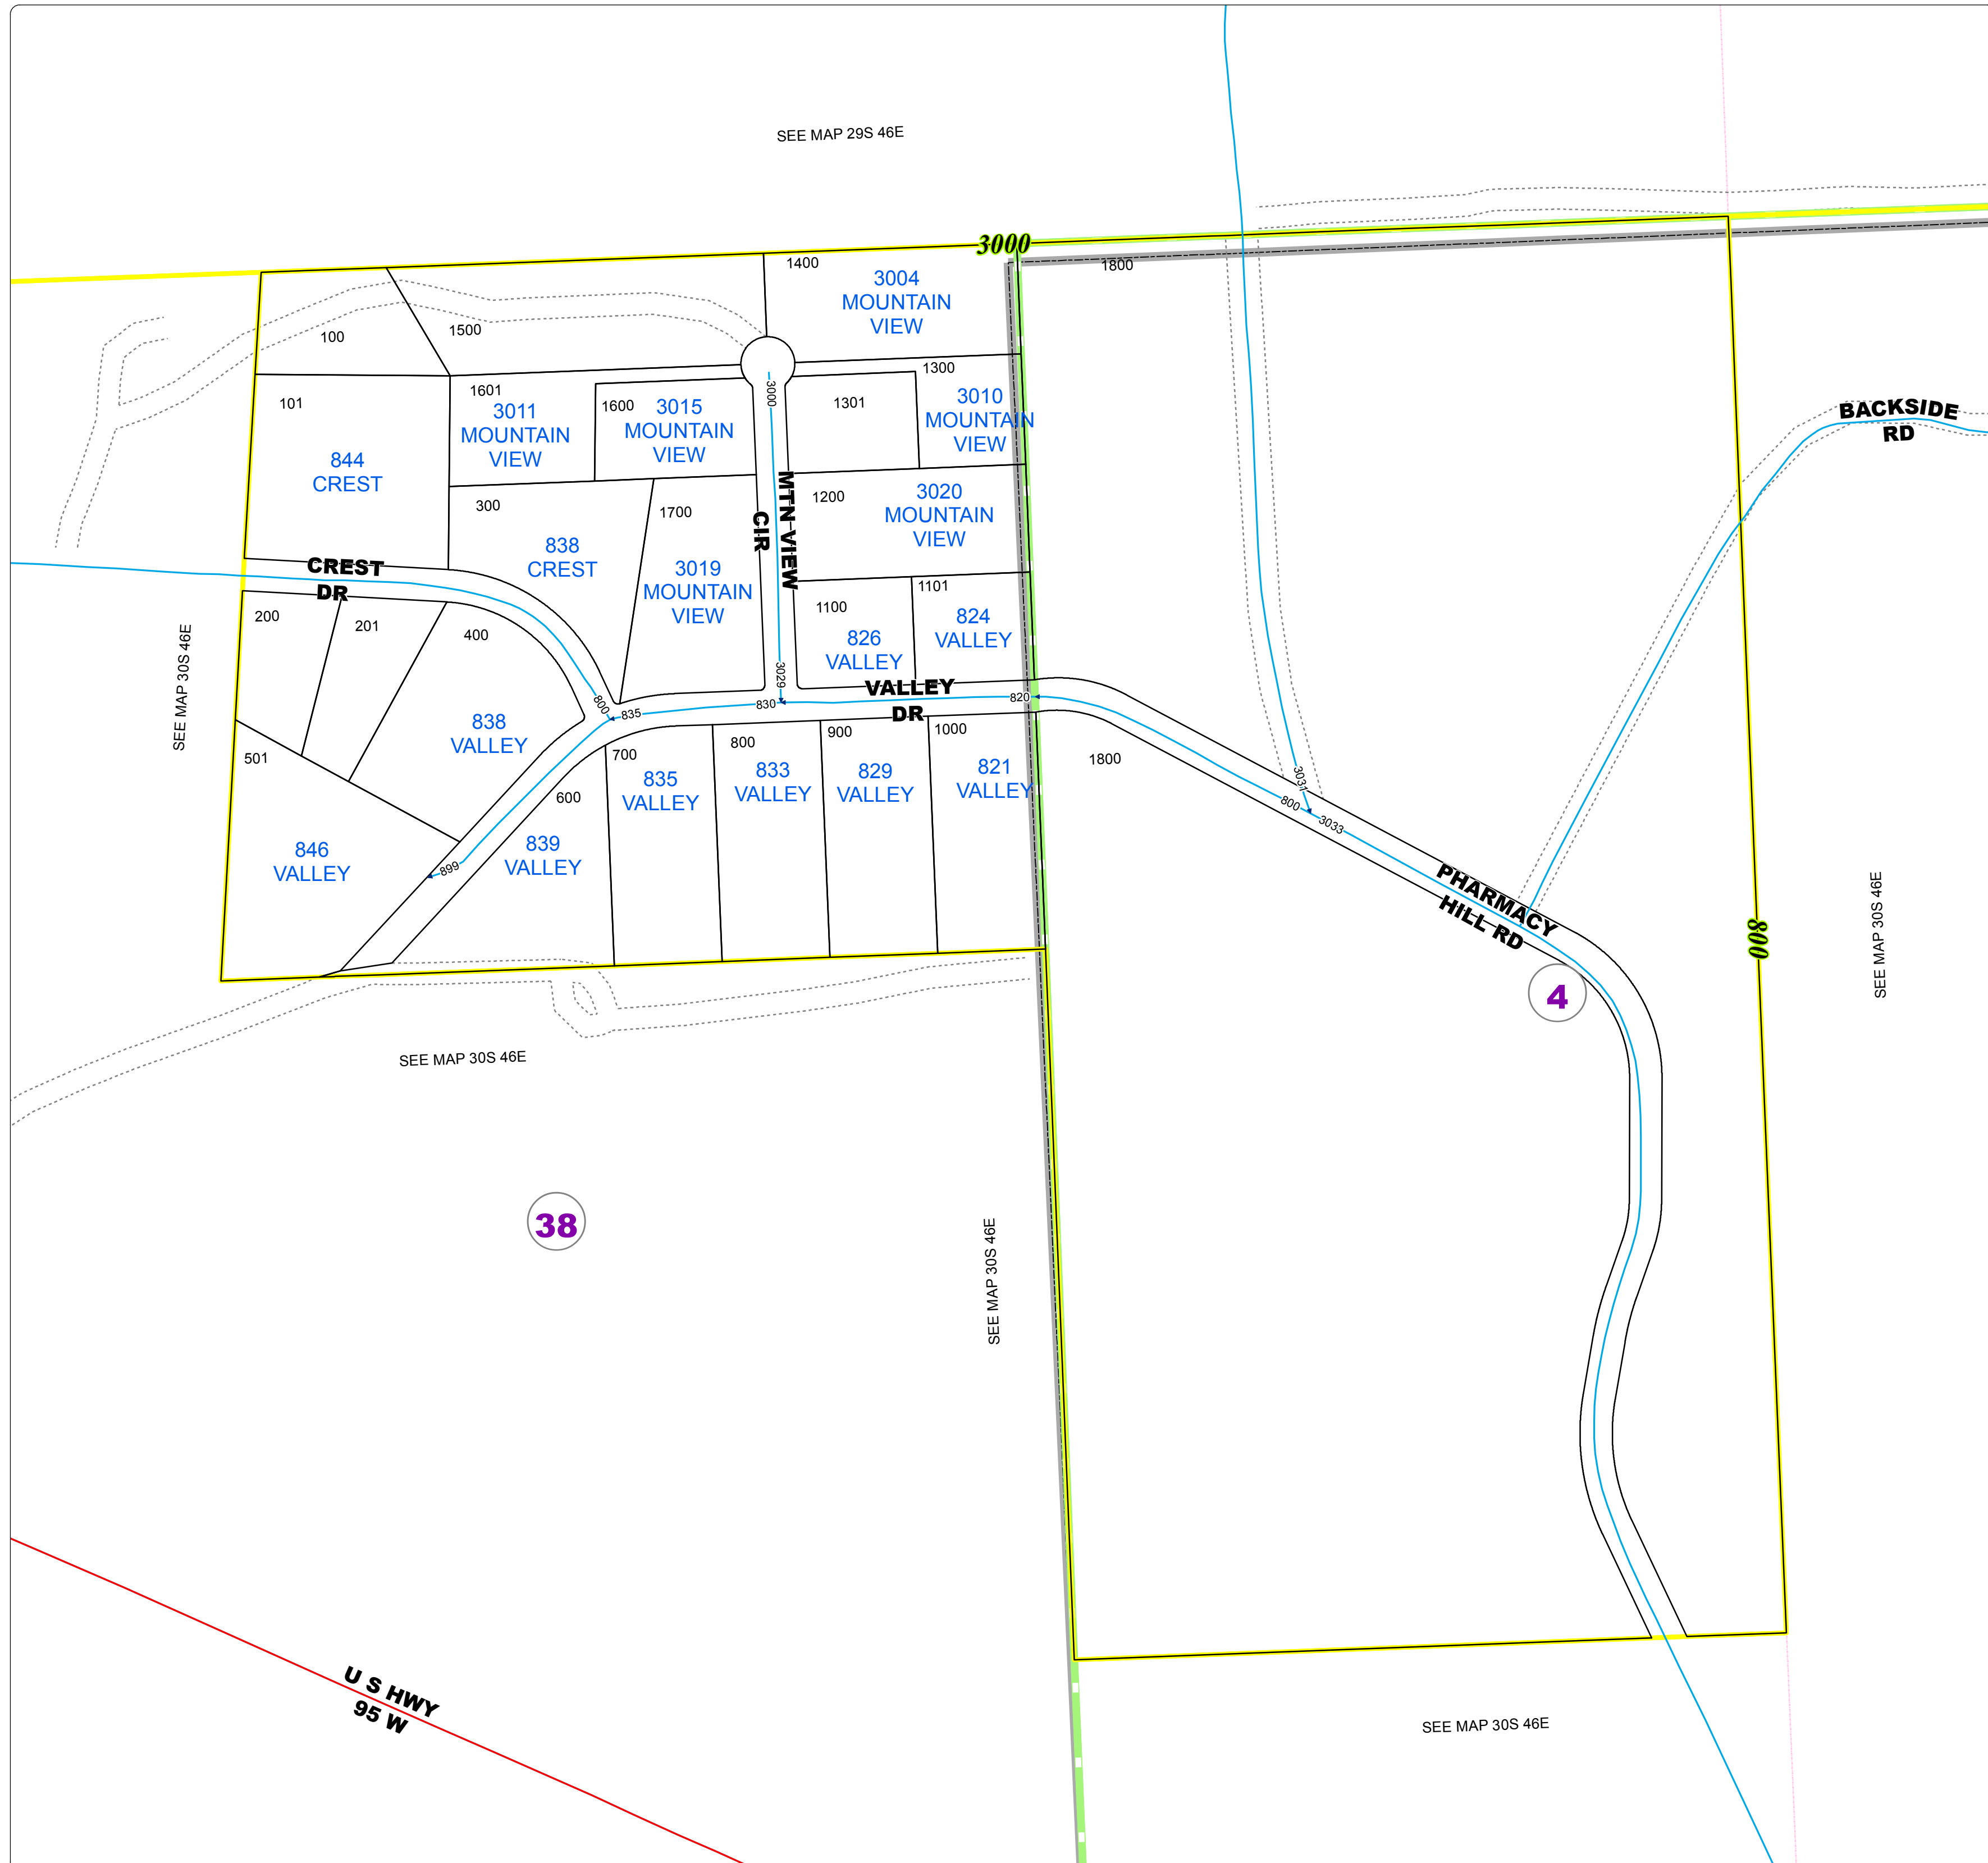 SEE MAP 29S 46E
3000
1800
1400
3004
MOUNTAIN
VIEW
100
1500
1300
3010
MOUNTAIN
VIEW
1601
3011
MOUNTAIN
VIEW
1600
3015
MOUNTAIN
VIEW
3000
1301
101
844
CREST
BACKSIDE
RD
300
838
CREST
1700
3019
MOUNTAIN
VIEW
MTN VIEW
CIR
1200
3020
MOUNTAIN
VIEW
CREST
DR
1100
826
VALLEY
1101
824
VALLEY
200
201
400
838
VALLEY
SEE MAP 30S 46E
3029
800
835
830
VALLEY
DR
820
501
846
VALLEY
899
600
839
VALLEY
700
835
VALLEY
800
833
VALLEY
900
829
VALLEY
1000
821
VALLEY
1800
3031
800
3033
PHARMACY
HILL RD
800
SEE MAP 30S 46E
4
SEE MAP 30S 46E
38
SEE MAP 30S 46E
U S HWY
95 W
SEE MAP 30S 46E